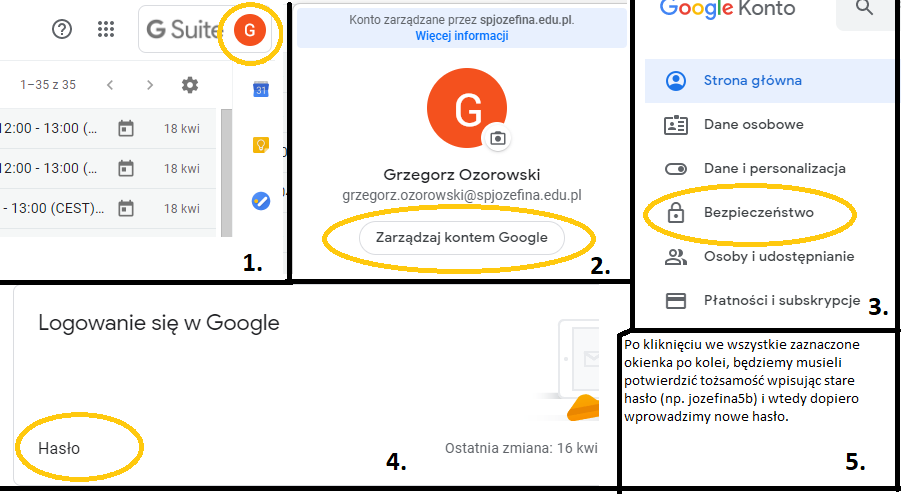 G Suite
G
1–35 z 35
31
12:00 - 13:00 (...
18 kwi
12:00 - 13:00 (...
18 kwi
- 13:00 (CEST)...
18 kwi
1.
Konto zarządzane przez spjozefina.edu.pl.
Więcej informacji
G
Grzegorz Ozorowski
grzegorz.ozorowski@spjozefina.edu.pl
Zarządzaj kontem Google
2.
Google Konto
Strona główna
Dane osobowe
Dane i personalizacja
Bezpieczeństwo
Osoby i udostępnianie
Płatności i subskrypcje
3.
Logowanie się w Google
Hasło
Ostatnia zmiana: 16 kwi
4.
Po kliknięciu we wszystkie zaznaczone
okienka po kolei, będziemy musieli
potwierdzić tożsamość wpisując stare
hasło (np. jozefina5b) i wtedy dopiero
wprowadzimy nowe hasło.
5.